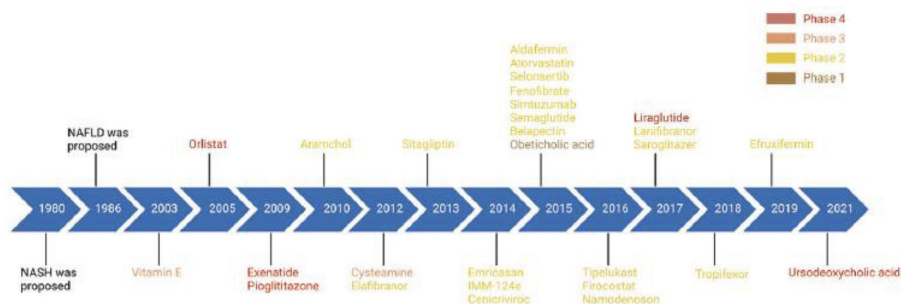 Phase 4
Phase 3
Phase 2
Phase 1
Aldafermin
Atorvastatin
Selonsertib
Fenofibrate
Simtuzumab
Semaglutide
Belapectin
Obeticholic acid
NAFLD was
proposed
Orlistat
Aramchol
Sitagliptin
Liraglutide
Lanifibranor
Saroglitazer
Efruxifermin
1980
1986
2003
2005
2009
2010
2012
2013
2014
2015
2016
2017
2018
2019
2021
NASH was
proposed
Vitamin E
Exenatide
Pioglittazone
Cysteamine
Elafibranor
Emricasan
IMM-124e
Cenicriviroc
Tipelukast
Firocostat
Namodenoson
Tropifexor
Ursodeoxycholic acid